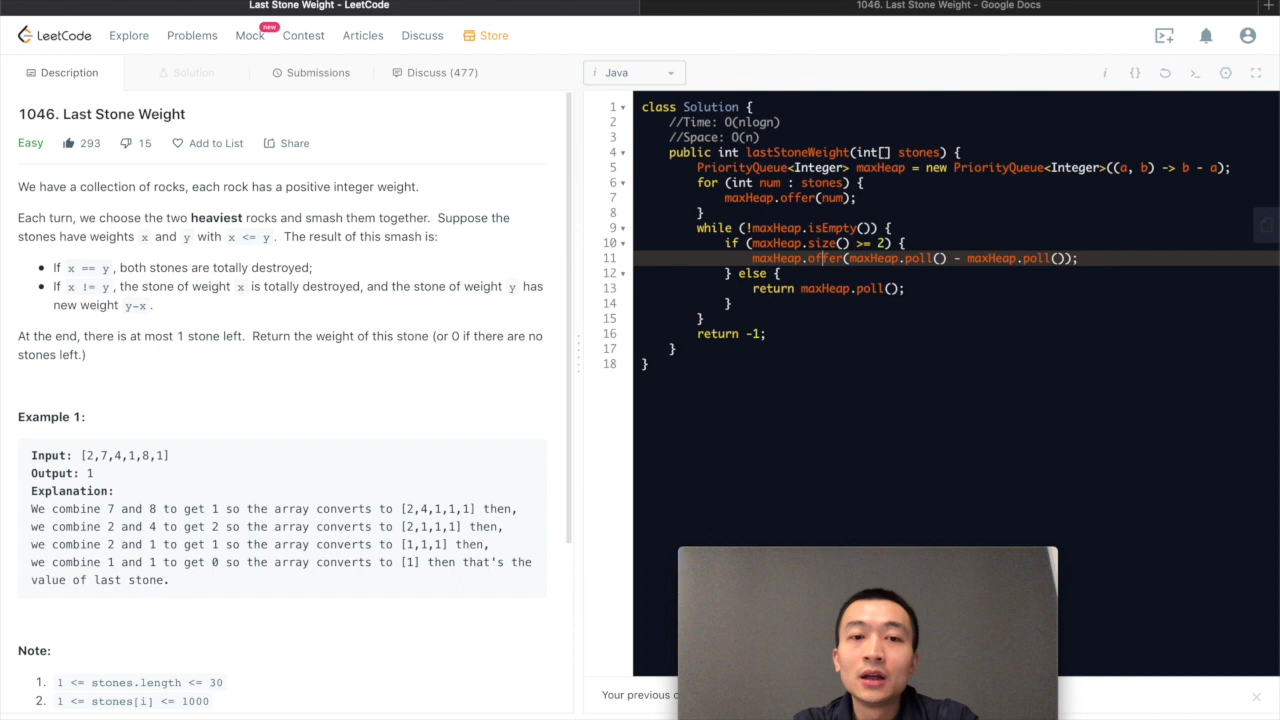 Last Stone Weight - LeetCode
1046. Last Stone Weight - Google Docs
LeetCode
Explore
Problems
Mock
new
Contest
Articles
Discuss
Store
Description
Solution
Submissions
Discuss (477)
i Java
1046. Last Stone Weight
Easy 293 15 Add to List Share
We have a collection of rocks, each rock has a positive integer weight.
Each turn, we choose the two heaviest rocks and smash them together. Suppose the
stones have weights x and y with x <= y. The result of this smash is:
If x == y, both stones are totally destroyed;
If x != y, the stone of weight x is totally destroyed, and the stone of weight y has
new weight y-x.
At the end, there is at most 1 stone left. Return the weight of this stone (or 0 if there are no
stones left.)
Example 1:
Input: [2,7,4,1,8,1]
Output: 1
Explanation:
We combine 7 and 8 to get 1 so the array converts to [2,4,1,1,1] then,
we combine 2 and 4 to get 2 so the array converts to [2,1,1,1] then,
we combine 2 and 1 to get 1 so the array converts to [1,1,1] then,
we combine 1 and 1 to get 0 so the array converts to [1] then that's the
value of last stone.
Note:
1. 1 <= stones.length <= 30
2. 1 <= stones[i] <= 1000
1 class Solution {
2 //Time: O(nlogn)
3 //Space: O(n)
4 public int lastStoneWeight(int[] stones) {
5 PriorityQueue<Integer> maxHeap = new PriorityQueue<Integer>((a, b) -> b - a);
6 for (int num : stones) {
7 maxHeap.offer(num);
8 }
9 while (!maxHeap.isEmpty()) {
10 if (maxHeap.size() >= 2) {
11 maxHeap.offer(maxHeap.poll() - maxHeap.poll());
12 } else {
13 return maxHeap.poll();
14 }
15 }
16 return -1;
17 }
18 }
Your previous